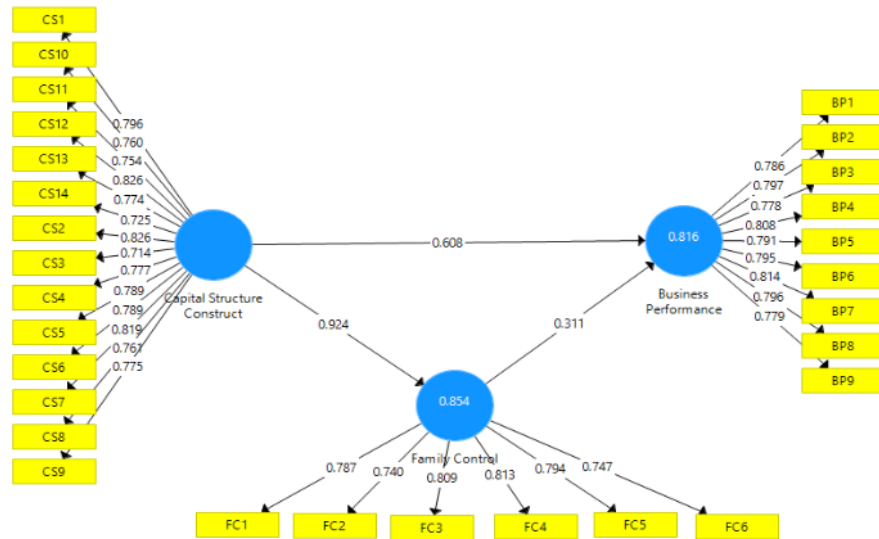 CS1
CS10
CS11
CS12
CS13
CS14
CS2
CS3
CS4
CS5
CS6
CS7
CS8
CS9
0.796
0.760
0.754
0.826
0.774
0.725
0.826
0.714
0.777
0.789
0.789
0.819
0.761
0.775
Capital Structure
Construct
0.608
0.924
0.311
0.816
Business
Performance
0.786
0.797
0.778
0.808
0.791
0.795
0.814
0.796
0.779
BP1
BP2
BP3
BP4
BP5
BP6
BP7
BP8
BP9
0.854
Family Control
0.787
0.740
0.809
0.813
0.794
0.747
FC1
FC2
FC3
FC4
FC5
FC6